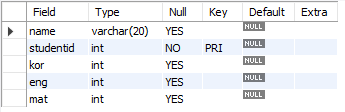 Field Type Null Key Default Extra
name varchar(20) YES NULL
studentid int NO PRI NULL
kor int YES NULL
eng int YES NULL
mat int YES NULL